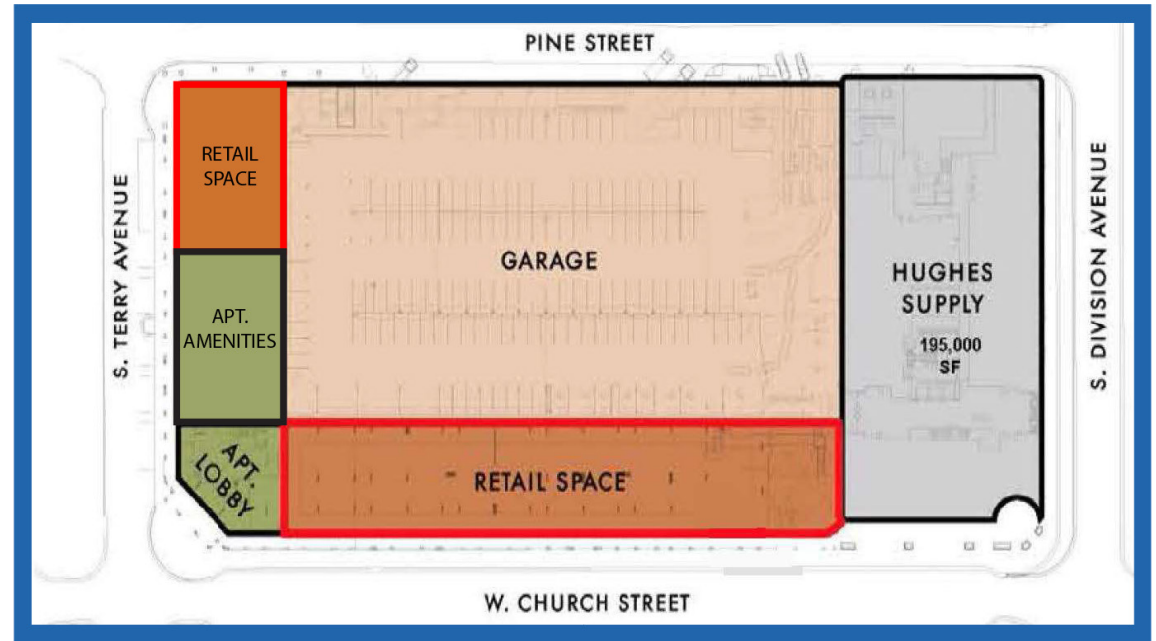 PINE STREET
RETAIL
SPACE
S. TERRY AVENUE
APT.
AMENITIES
GARAGE
HUGHES
SUPPLY
195,000
SF
S. DIVISION AVENUE
APT.
LOBBY
RETAIL SPACE
W. CHURCH STREET